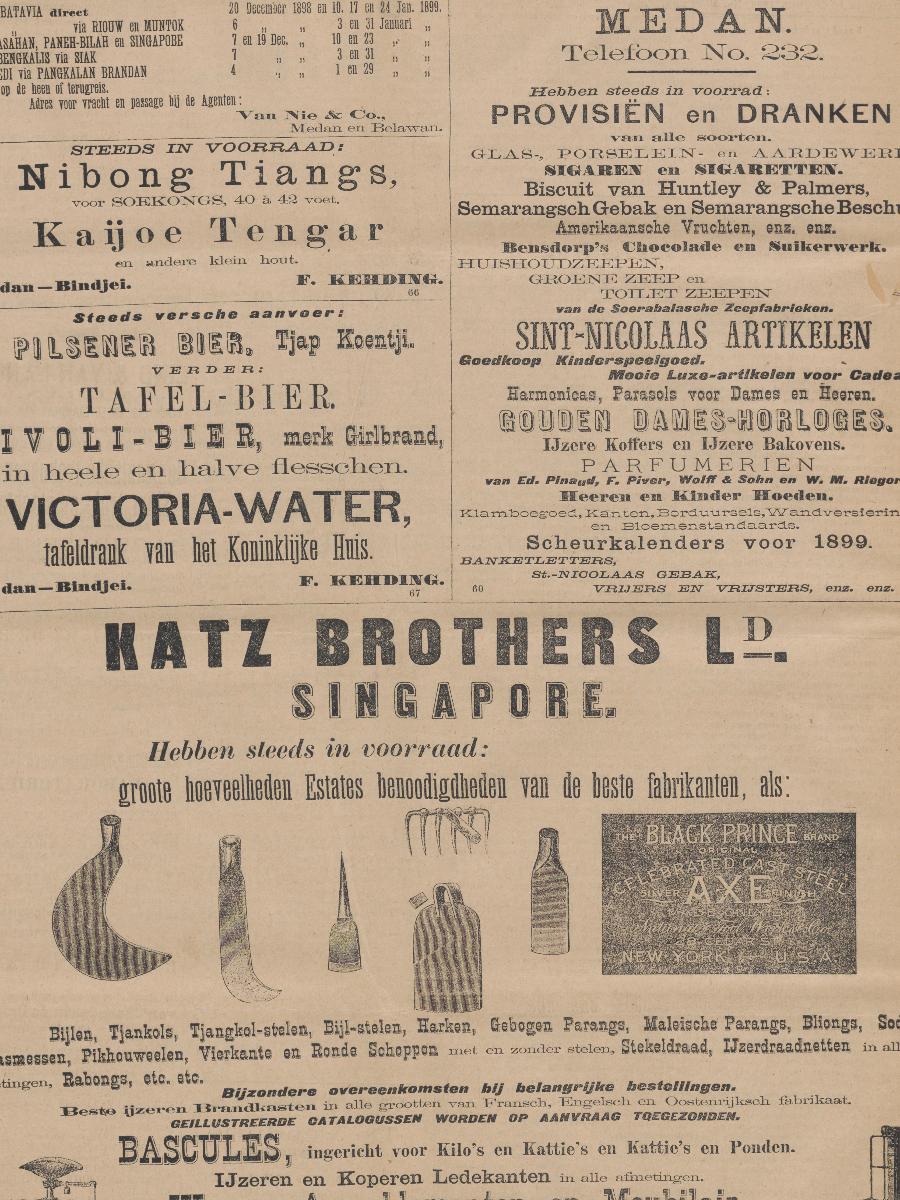 BATAVIA direct 20 December 1898 en 10. 17 en 24 Jan. 1899.
„ via RIOUW en MUNTOK 6 „ „ 3 en 31 Januari „
ASAHAN, PANEH-BILAH en SINGAPORE 7 en 19 Dec. „ 10 en 23 „ „
BENGKALIS via SIAK 7 „ „ 3 en 31 „ „
EDI via PANGKALAN BRANDAN 4 „ „ 1 en 29 „ „
op de heen of terugreis.
Adres voor vracht en passage bij de Agenten:
Van Nie & Co.,
Medan en Belawan.
STEEDS IN VOORRAAD:
Nibong Tiangs,
voor SOEKONGS, 40 à 42 voet.
Kaijoe Tengar
en andere klein hout.
dan—Bindjei. F. KEHDING.
66
Steeds versche aanvoer:
PILSENER BIER, Tjap Koentji.
VERDER:
TAFEL-BIER.
IVOLI-BIER, merk Girlbrand,
in heele en halve flesschen.
VICTORIA-WATER,
tafeldrank van het Koninklijke Huis.
dan—Bindjei. F. KEHDING.
67
MEDAN.
Telefoon No. 232.
Hebben steeds in voorrad:
PROVISIËN en DRANKEN
van alle soorten.
GLAS-, PORSELEIN- en AARDEWERK
SIGAREN en SIGARETTEN.
Biscuit van Huntley & Palmers,
Semarangsch Gebak en Semarangsche Beschu
Amerikaansche Vruchten, enz. enz.
Bensdorp's Chocolade en Suikerwerk.
HUISHOUDZEEPEN,
GROENE ZEEP en
TOILET ZEEPEN
van de Soerabaiasche Zeepfabrieken.
SINT-NICOLAAS ARTIKELEN
Goedkoop Kinderspeelgoed.
Mooie Luxe-artikelen voor Cadea
Harmonicas, Parasols voor Dames en Heeren.
GOUDEN DAMES-HORLOGES.
IJzere Koffers en IJzere Bakovens.
PARFUMERIEN
van Ed. Pinaud, F. Piver, Wolff & Sohn en W. M. Rieger
Heeren en Kinder Hoeden.
Klamboegoed, Kanten, Borduursels, Wandversierin
en Bloemenstandaards.
Scheurkalenders voor 1899.
BANKETLETTERS,
St.-NICOLAAS GEBAK,
60 VRIJERS EN VRIJSTERS, enz. enz.
KATZ BROTHERS LD.
SINGAPORE.
Hebben steeds in voorraad:
groote hoeveelheden Estates benoodigdheden van de beste fabrikanten, als:
THE BLACK PRINCE BRAND
ORIGINAL
CELEBRATED CAST STEEL
SILVER AXE FINISH
NEW YORK U.S.A.
Bijlen, Tjankols, Tjangkol-stelen, Bijl-stelen, Harken, Gebogen Parangs, Maleische Parangs, Bliongs, Soc
asmessen, Pikhouweelen, Vierkante en Ronde Schoppen met en zonder stelen, Stekeldraad, IJzerdraadnetten in all
etingen, Rabongs, etc. etc.
Bijzondere overeenkomsten bij belangrijke bestellingen.
Beste ijzeren Brandkasten in alle grootten van Fransch, Engelsch en Oostenrijksch fabrikaat.
GEILLUSTREERDE CATALOGUSSEN WORDEN OP AANVRAAG TOEGEZONDEN.
BASCULES, ingericht voor Kilo's en Kattie's en Kattie's en Ponden.
IJzeren en Koperen Ledekanten in alle afmetingen.